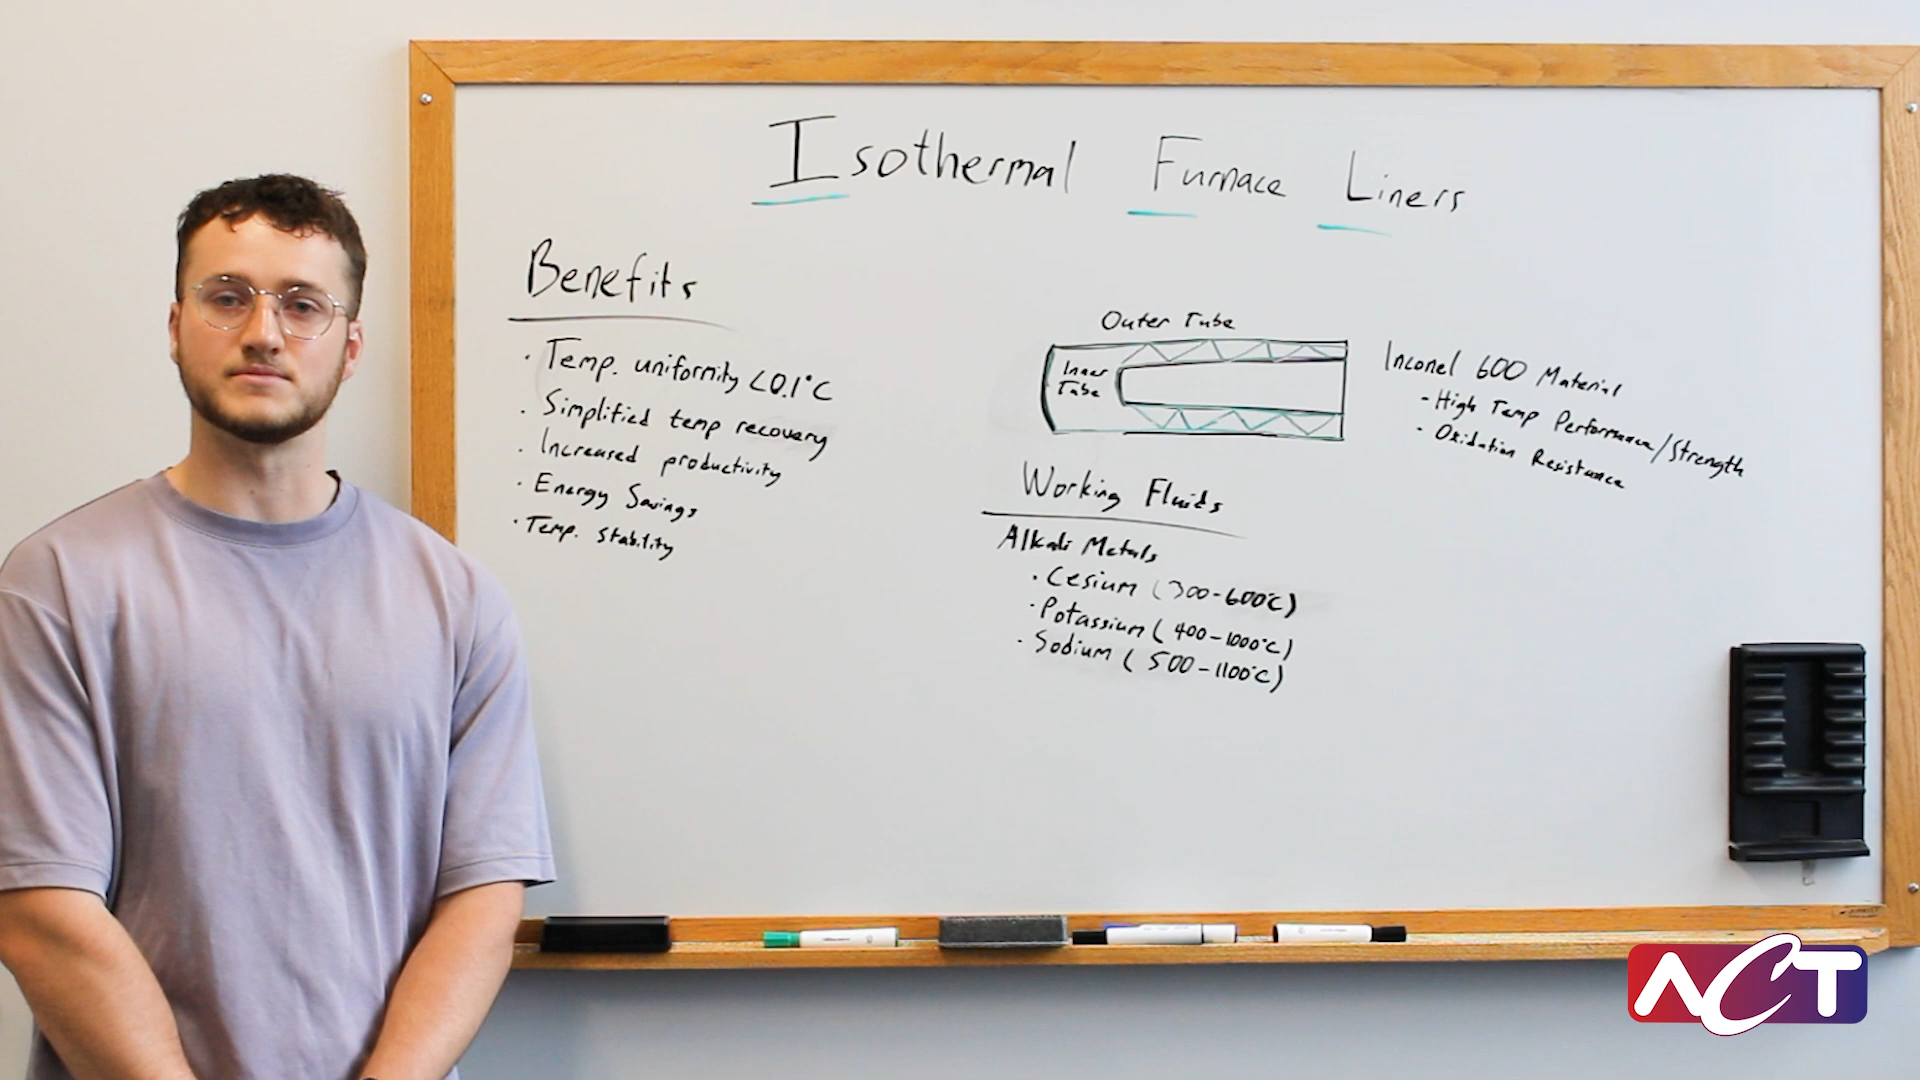 Isothermal Furnace Liners
Benefits
· Temp. uniformity <0.1°C
· Simplified temp recovery
· Increased productivity
· Energy Savings
· Temp. Stability
Outer Tube
Inner
Tube
Inconel 600 Material
- High Temp Performance/Strength
- Oxidation Resistance
Working Fluids
Alkali Metals
· Cesium (300-600°C)
· Potassium (400-1000°C)
· Sodium (500-1100°C)
ACT